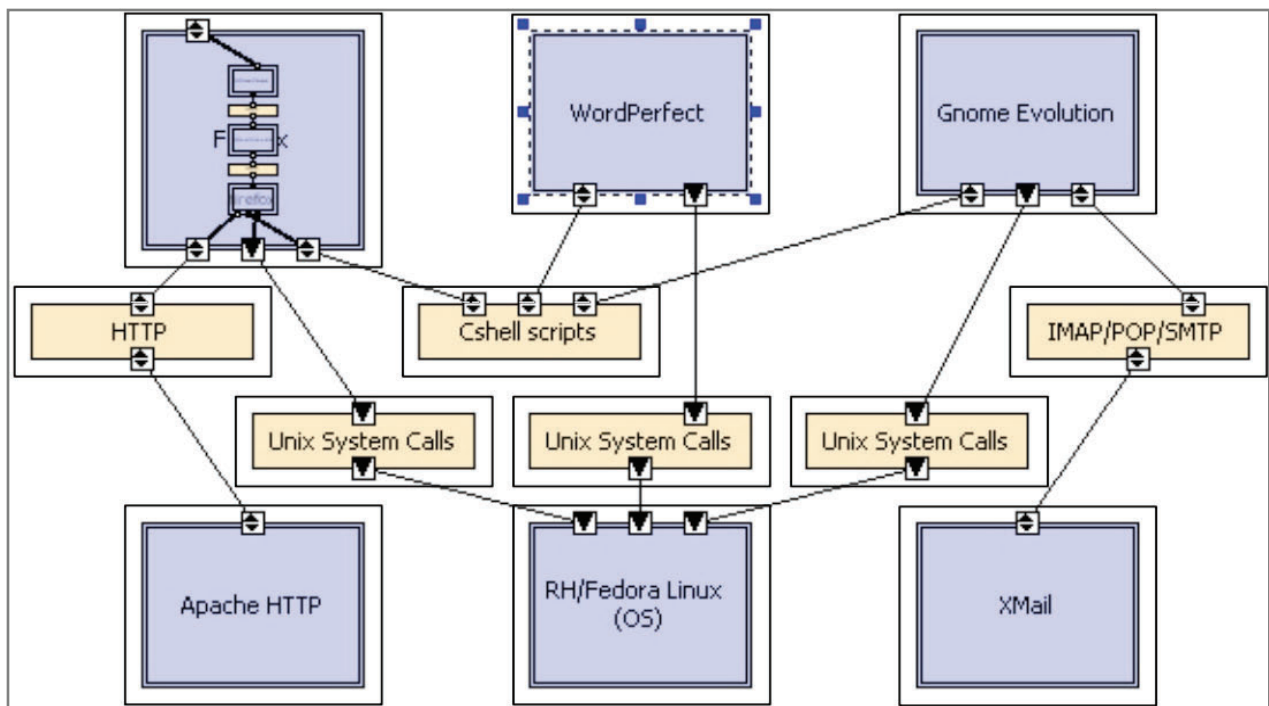 WordPerfect
Gnome Evolution
F x
firefox
HTTP
Cshell scripts
IMAP/POP/SMTP
Unix System Calls
Unix System Calls
Unix System Calls
Apache HTTP
RH/Fedora Linux
(OS)
XMail